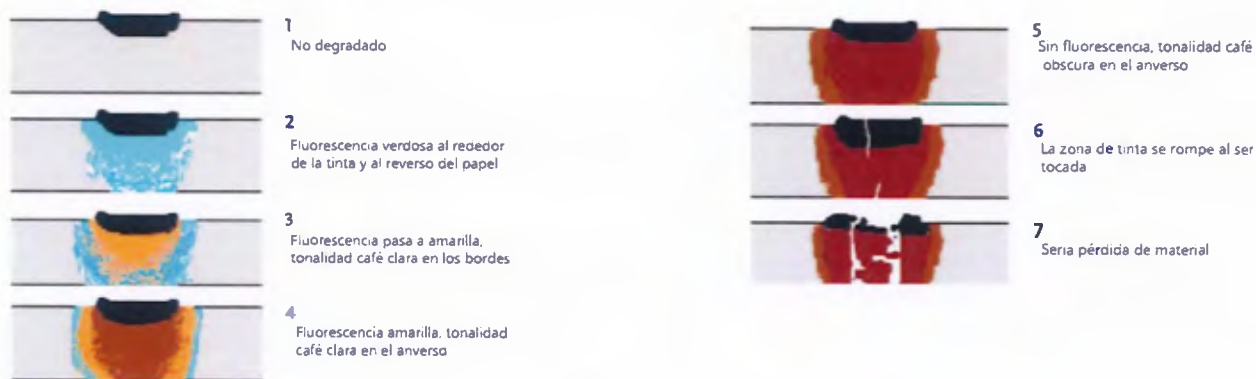 1
No degradado
2
Fluorescencia verdosa al rededor
de la tinta y al reverso del papel
3
Fluorescencia pasa a amarilla,
tonalidad café clara en los bordes
4
Fluorescencia amarilla, tonalidad
café clara en el anverso
5
Sin fluorescencia, tonalidad café
obscura en el anverso
6
La zona de tinta se rompe al ser
tocada
7
Seria pérdida de material